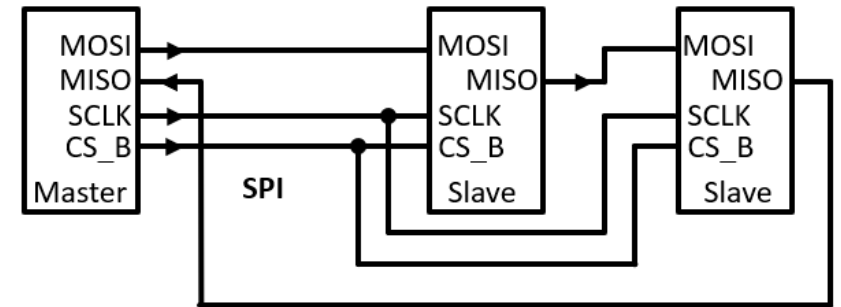 MOSI
MISO
SCLK
CS_B
Master
SPI
MOSI
MISO
SCLK
CS_B
Slave
MOSI
MISO
SCLK
CS_B
Slave